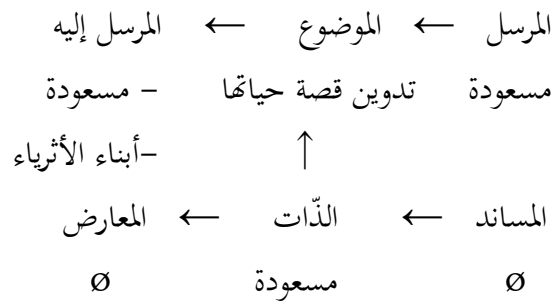 المرسل ← الموضوع ← المرسل إليه
مسعودة تدوين قصة حياتها – مسعودة
↑ –أبناء الأثرياء
المساند ← الذّات ← المعارض
Ø مسعودة Ø